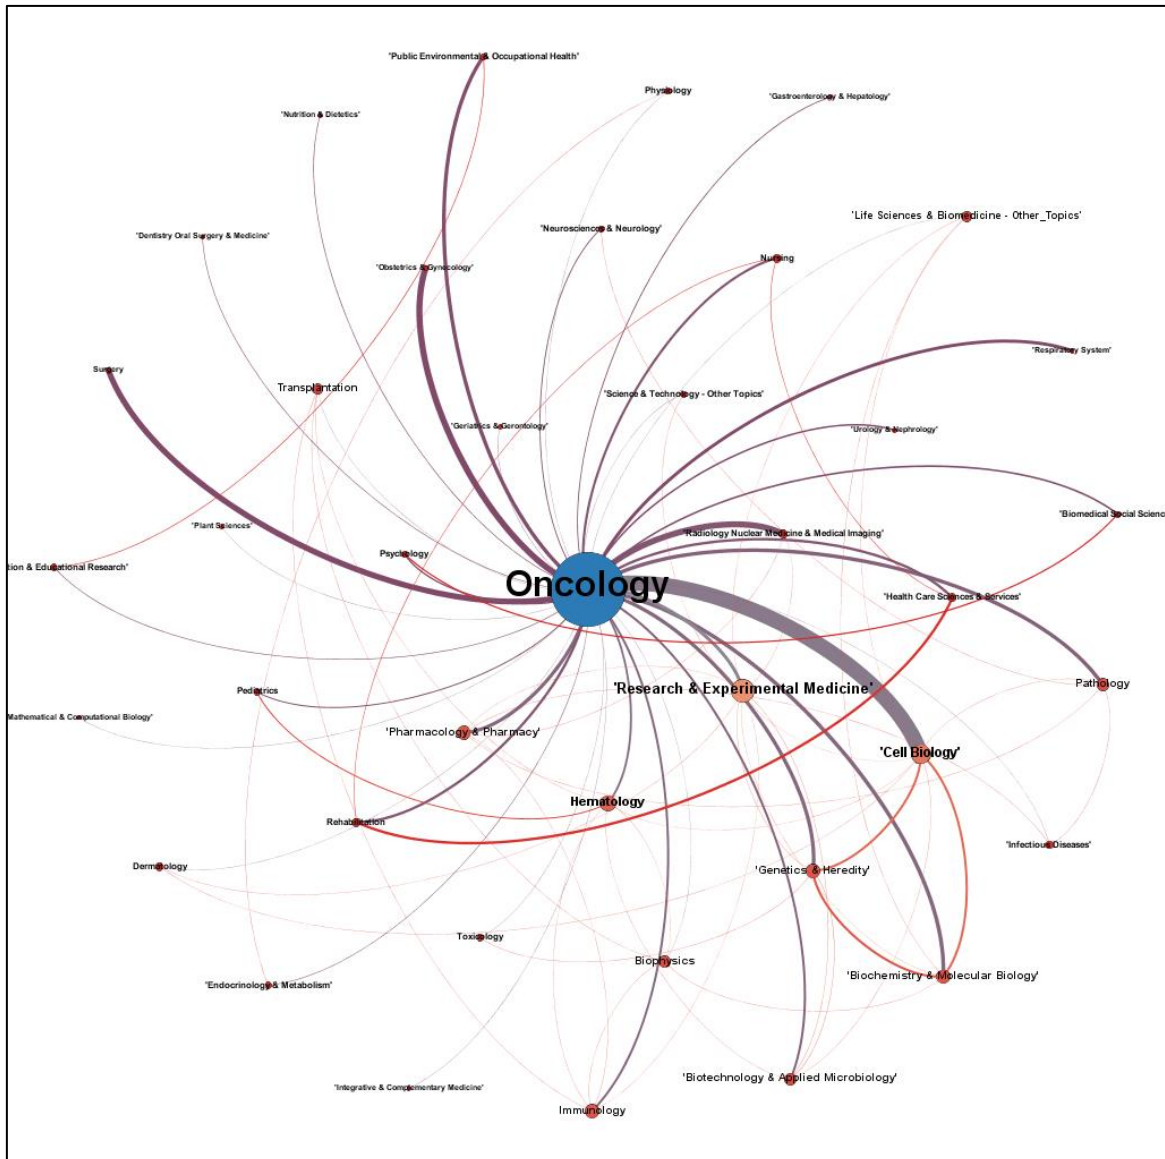 'Public Environmental & Occupational Health'
Physiology
'Gastroenterology & Hepatology'
'Nutrition & Dietetics'
'Life Sciences & Biomedicine - Other_Topics'
'Neurosciences & Neurology'
'Dentistry Oral Surgery & Medicine'
Nursing
'Obstetrics & Gynecology'
'Respiratory System'
Surgery
Transplantation
'Science & Technology - Other Topics'
'Geriatrics & Gerontology'
'Urology & Nephrology'
'Biomedical Social Scienc
'Plant Sciences'
'Radiology Nuclear Medicine & Medical Imaging'
Psychology
tion & Educational Research'
Oncology
'Health Care Sciences & Services'
Pathology
'Research & Experimental Medicine'
Pediatrics
Mathematical & Computational Biology'
'Pharmacology & Pharmacy'
'Cell Biology'
Hematology
Rehabilitation
'Infectious Diseases'
Dermatology
'Genetics & Heredity'
Toxicology
Biophysics
'Biochemistry & Molecular Biology'
'Endocrinology & Metabolism'
'Biotechnology & Applied Microbiology'
'Integrative & Complementary Medicine'
Immunology